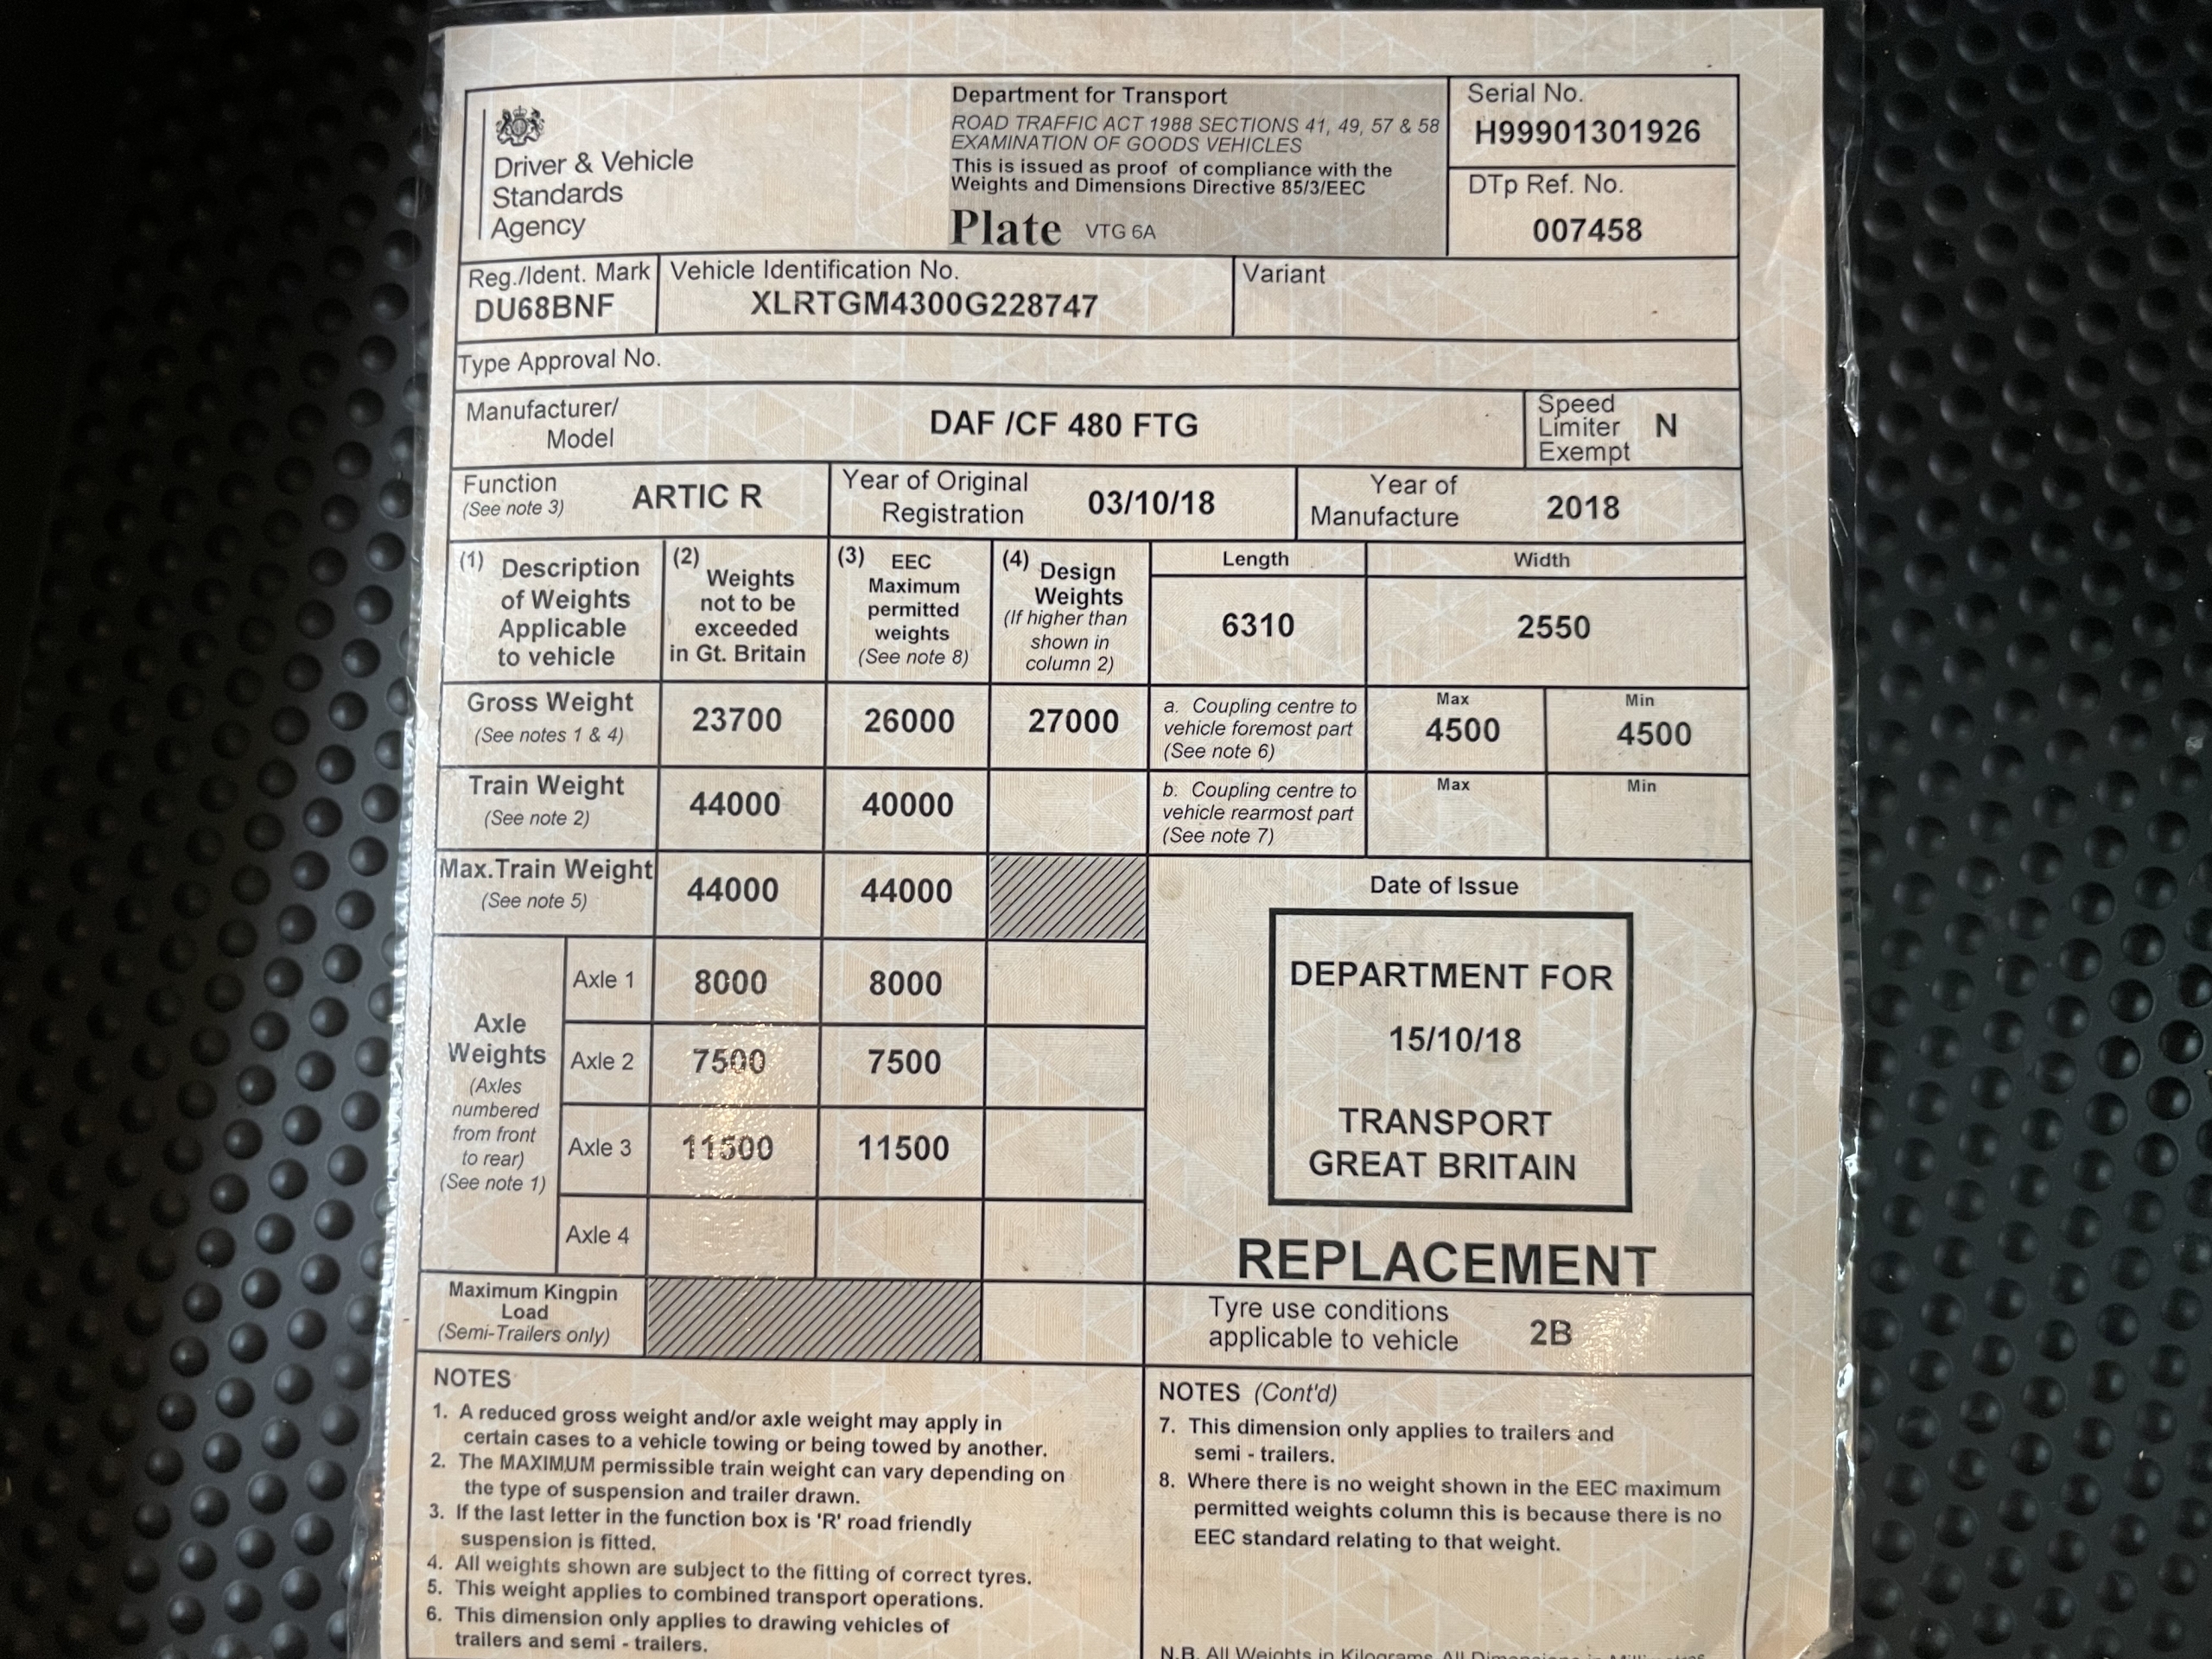 Driver & Vehicle
Standards
Agency
Department for Transport
ROAD TRAFFIC ACT 1988 SECTIONS 41, 49, 57 & 58
EXAMINATION OF GOODS VEHICLES
This is issued as proof of compliance with the
Weights and Dimensions Directive 85/3/EEC
Plate VTG 6A
Serial No.
H99901301926
DTp Ref. No.
007458
Reg./Ident. Mark
DU68BNF
Vehicle Identification No.
XLRTGM4300G228747
Variant
Type Approval No.
Manufacturer/
Model
DAF /CF 480 FTG
Speed
Limiter
Exempt
N
Function
(See note 3)
ARTIC R
Year of Original
Registration
03/10/18
Year of
Manufacture
2018
(1) Description
of Weights
Applicable
to vehicle
(2) Weights
not to be
exceeded
in Gt. Britain
(3) EEC
Maximum
permitted
weights
(See note 8)
(4) Design
Weights
(If higher than
shown in
column 2)
Length
6310
Width
2550
Gross Weight
(See notes 1 & 4)
23700
26000
27000
a. Coupling centre to
vehicle foremost part
(See note 6)
Max
4500
Min
4500
Train Weight
(See note 2)
44000
40000
b. Coupling centre to
vehicle rearmost part
(See note 7)
Max
Min
Max.Train Weight
(See note 5)
44000
44000
Axle
Weights
(Axles
numbered
from front
to rear)
(See note 1)
Axle 1
8000
8000
Axle 2
7500
7500
Axle 3
11500
11500
Axle 4
Maximum Kingpin
Load
(Semi-Trailers only)
Date of Issue
DEPARTMENT FOR
15/10/18
TRANSPORT
GREAT BRITAIN
REPLACEMENT
Tyre use conditions
applicable to vehicle
2B
NOTES
1. A reduced gross weight and/or axle weight may apply in
certain cases to a vehicle towing or being towed by another.
2. The MAXIMUM permissible train weight can vary depending on
the type of suspension and trailer drawn.
3. If the last letter in the function box is 'R' road friendly
suspension is fitted.
4. All weights shown are subject to the fitting of correct tyres.
5. This weight applies to combined transport operations.
6. This dimension only applies to drawing vehicles of
trailers and semi - trailers.
NOTES (Cont'd)
7. This dimension only applies to trailers and
semi - trailers.
8. Where there is no weight shown in the EEC maximum
permitted weights column this is because there is no
EEC standard relating to that weight.
N.B. All Weights in Kilograms All Dimensions in Millimetres